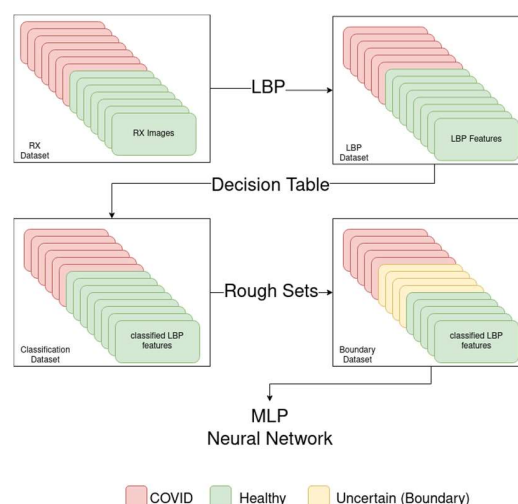 RX Images
RX
Dataset
LBP
LBP Features
LBP
Dataset
Decision Table
classified LBP
features
Classification
Dataset
Rough Sets
classified LBP
features
Boundary
Dataset
MLP
Neural Network
COVID
Healthy
Uncertain (Boundary)